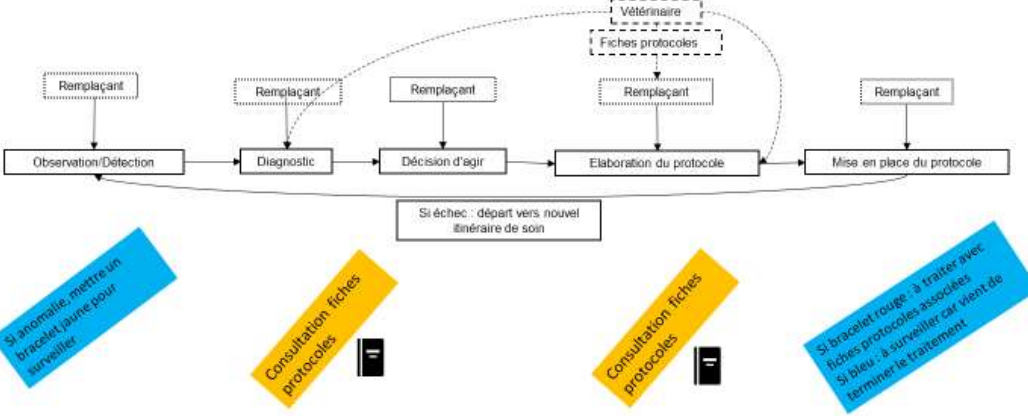 Vétérinaire
Fiches protocoles
Remplaçant
Remplaçant
Remplaçant
Remplaçant
Remplaçant
Observation/Détection
Diagnostic
Décision d'agir
Elaboration du protocole
Mise en place du protocole
Si échec : départ vers nouvel
itinéraire de soin
Si anomalie, mettre un
bracelet jaune pour
surveiller
Consultation fiches
protocoles
Consultation fiches
protocoles
Si bracelet rouge : à traiter avec
fiches protocoles associées
Si bleu : à surveiller car vient de
terminer le traitement